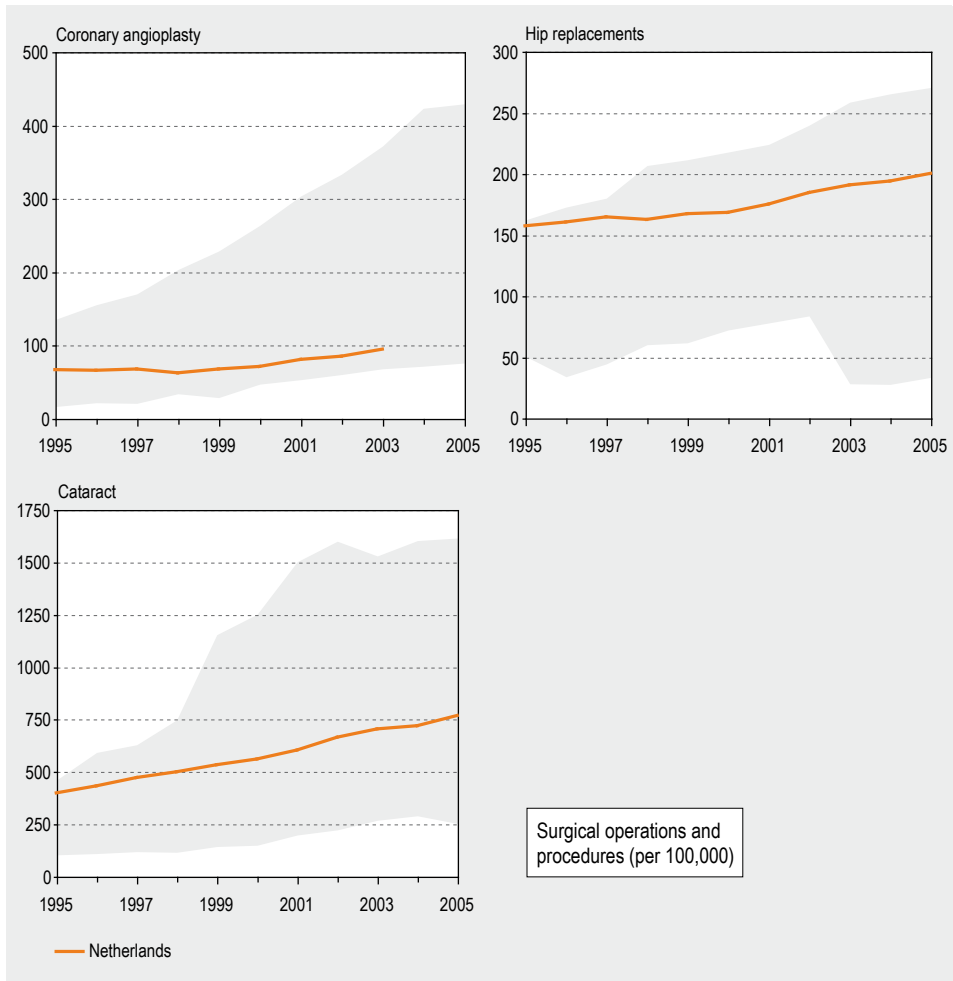 Coronary angioplasty
500
400
300
200
100
0
1995 1997 1999 2001 2003 2005
Hip replacements
300
250
200
150
100
50
0
1995 1997 1999 2001 2003 2005
Cataract
1750
1500
1250
1000
750
500
250
0
1995 1997 1999 2001 2003 2005
Surgical operations and
procedures (per 100,000)
Netherlands